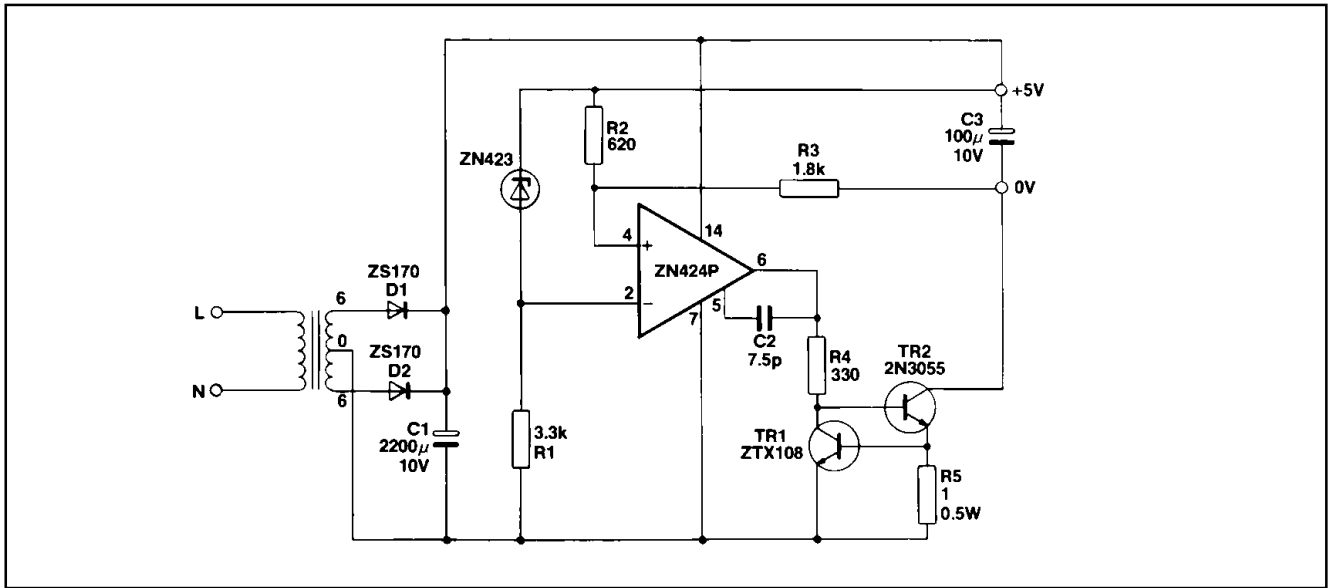 +5V
C3
100μ
10V
R2
620
R3
1.8k
ZN423
0V
4
+
14
ZN424P
6
2
−
5
7
ZS170
D1
6
L
0
C2
7.5p
R4
330
TR2
2N3055
ZS170
D2
N
6
C1
2200μ
10V
3.3k
R1
TR1
ZTX108
R5
1
0.5W